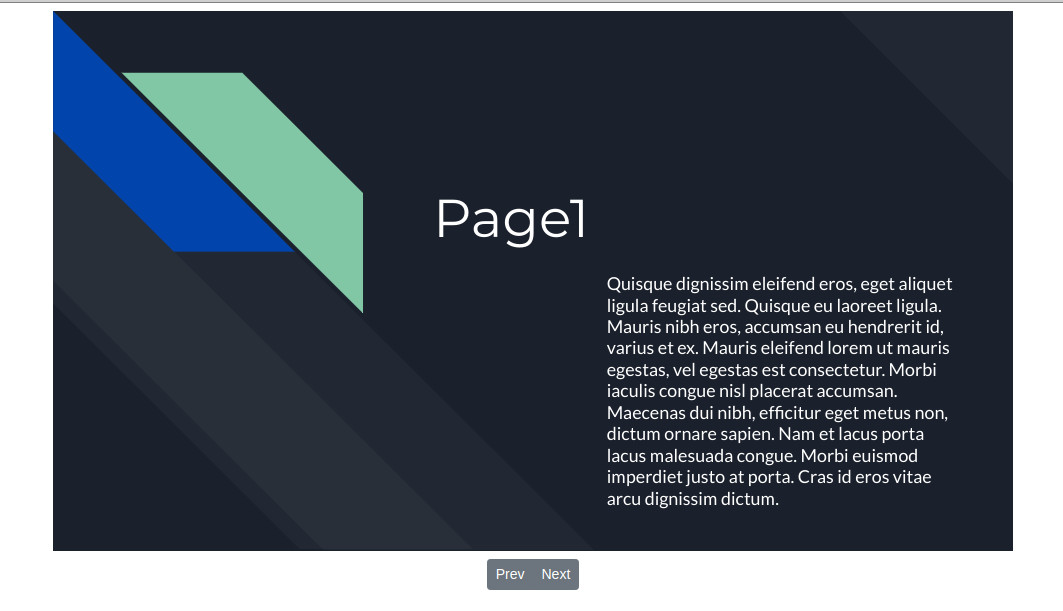 Page1
Quisque dignissim eleifend eros, eget aliquet
ligula feugiat sed. Quisque eu laoreet ligula.
Mauris nibh eros, accumsan eu hendrerit id,
varius et ex. Mauris eleifend lorem ut mauris
egestas, vel egestas est consectetur. Morbi
iaculis congue nisl placerat accumsan.
Maecenas dui nibh, efficitur eget metus non,
dictum ornare sapien. Nam et lacus porta
lacus malesuada congue. Morbi euismod
imperdiet justo at porta. Cras id eros vitae
arcu dignissim dictum.
Prev Next